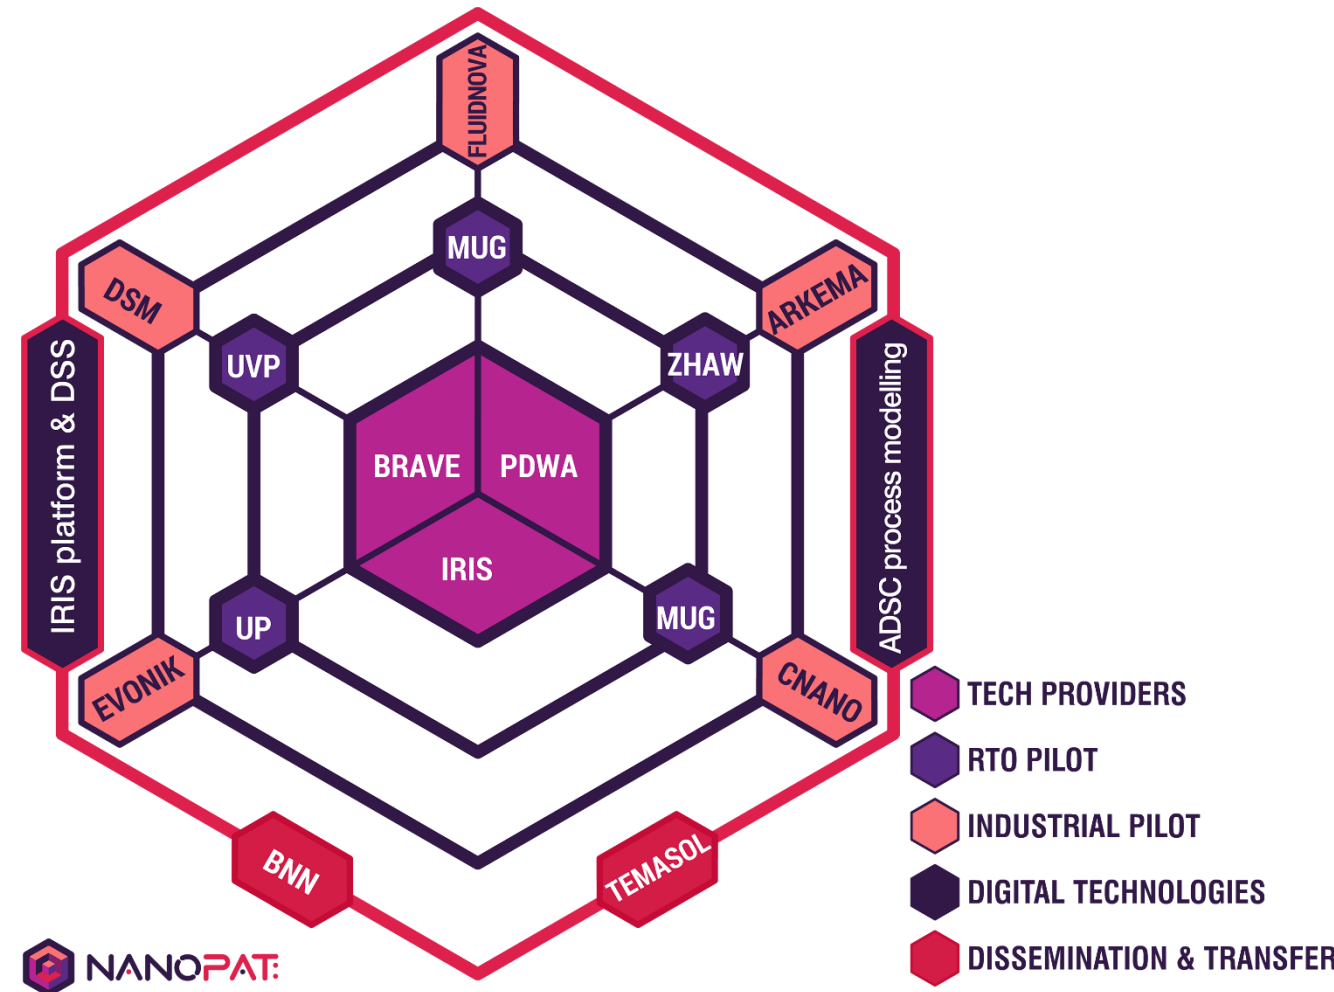 FLUIDNOVA
MUG
DSM
ARKEMA
UVP
ZHAW
IRIS platform & DSS
BRAVE
PDWA
ADSC process modelling
IRIS
UP
MUG
EVONIK
CNANO
BNN
TEMASOL
TECH PROVIDERS
RTO PILOT
INDUSTRIAL PILOT
DIGITAL TECHNOLOGIES
DISSEMINATION & TRANSFER
NANOPAT